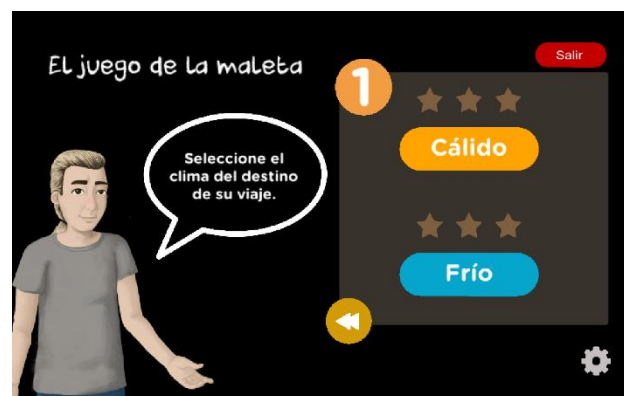 El juego de la maleta
Salir
1
Seleccione el
clima del destino
de su viaje.
Cálido
Frío